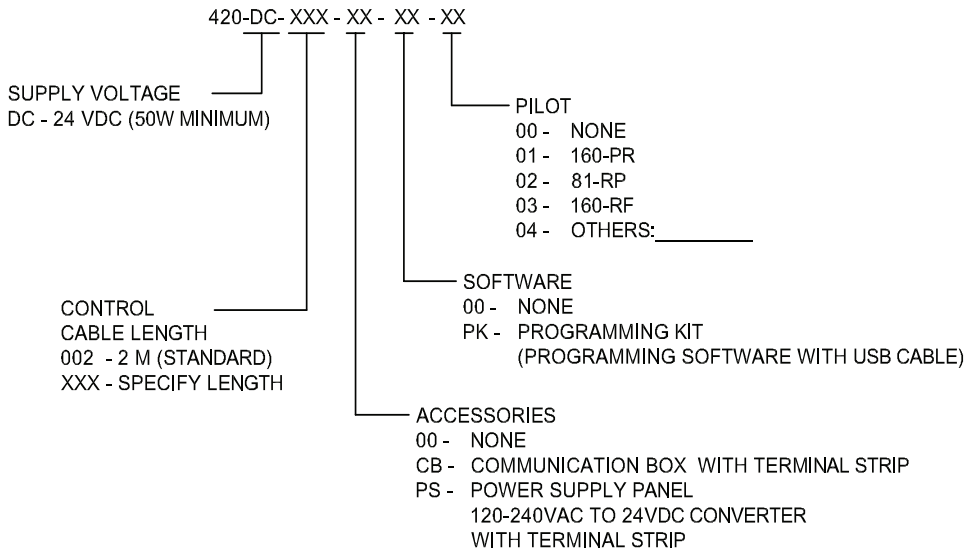 420-DC- XXX - XX - XX - XX
SUPPLY VOLTAGE
DC - 24 VDC (50W MINIMUM)
PILOT
00 - NONE
01 - 160-PR
02 - 81-RP
03 - 160-RF
04 - OTHERS:
SOFTWARE
00 - NONE
PK - PROGRAMMING KIT
(PROGRAMMING SOFTWARE WITH USB CABLE)
CONTROL
CABLE LENGTH
002 - 2 M (STANDARD)
XXX - SPECIFY LENGTH
ACCESSORIES
00 - NONE
CB - COMMUNICATION BOX WITH TERMINAL STRIP
PS - POWER SUPPLY PANEL
120-240VAC TO 24VDC CONVERTER
WITH TERMINAL STRIP